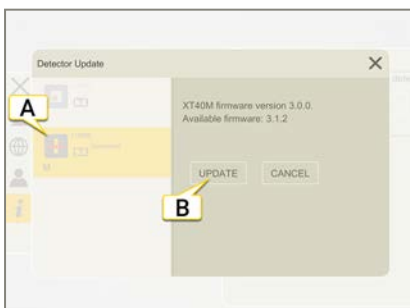 Detector Update
A
XT40M firmware version 3.0.0.
Available firmware: 3.1.2
M
UPDATE
CANCEL
B